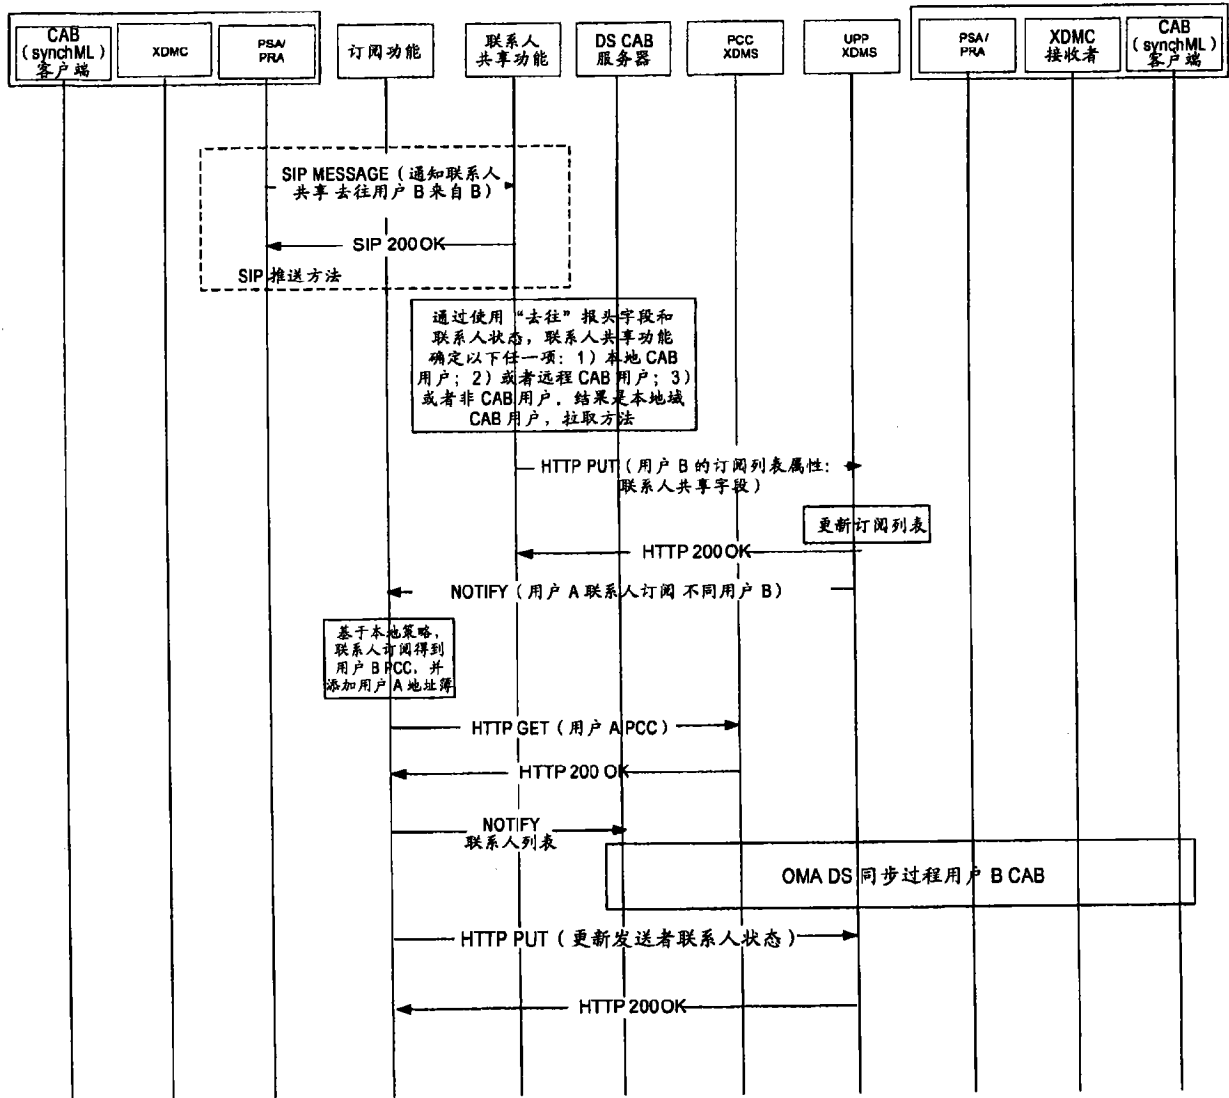 CAB
（synchML）
客户端
XDMC
PSA/
PRA
订阅功能
联系人
共享功能
DS CAB
服务器
PCC
XDMS
UPP
XDMS
PSA/
PRA
XDMC
接收者
CAB
（synchML）
客户端
SIP MESSAGE（通知联系人
共享 去往用户 B 来自 B）
SIP 200 OK
SIP 推送方法
通过使用“去往”报头字段和
联系人状态，联系人共享功能
确定以下任一项：1）本地 CAB
用户；2）或者远程 CAB 用户；3）
或者非 CAB 用户．结果是本地域
CAB 用户，拉取方法
HTTP PUT（用户 B 的订阅列表属性：
联系人共享字段）
更新订阅列表
HTTP 200 OK
NOTIFY（用户 A 联系人订阅 不同用户 B）
基于本地策略，
联系人订阅得到
用户 B PCC，并
添加用户 A 地址簿
HTTP GET（用户 A PCC）
HTTP 200 OK
NOTIFY
联系人列表
OMA DS 同步过程用户 B CAB
HTTP PUT（更新发送者联系人状态）
HTTP 200 OK